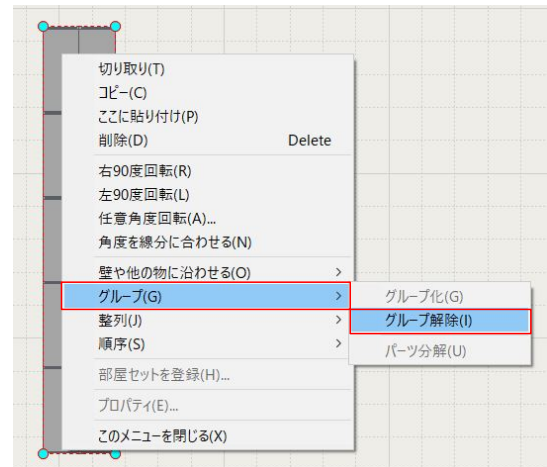 切り取り(T)
コピー(C)
ここに貼り付け(P)
削除(D) Delete
右90度回転(R)
左90度回転(L)
任意角度回転(A)...
角度を線分に合わせる(N)
壁や他の物に沿わせる(O) >
グループ(G) >
整列(J) >
順序(S) >
部屋セットを登録(H)...
プロパティ(E)...
このメニューを閉じる(X)
グループ化(G)
グループ解除(I)
パーツ分解(U)